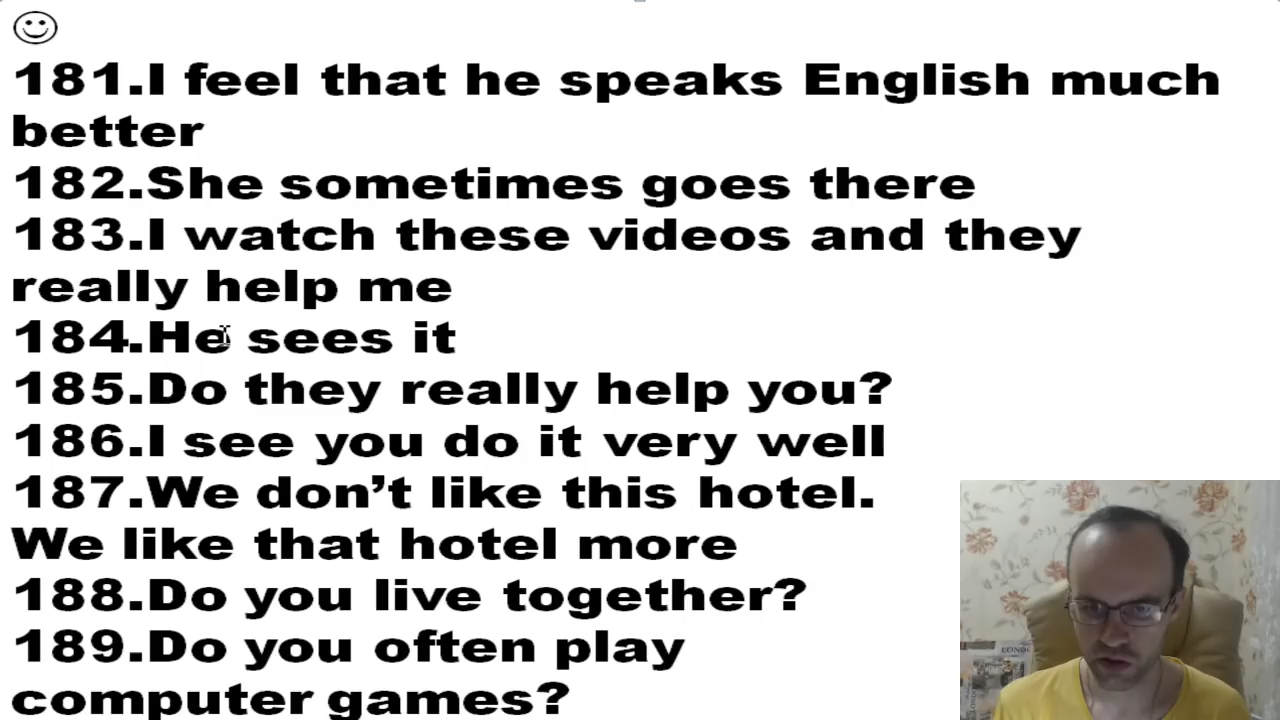 181.I feel that he speaks English much
better
182.She sometimes goes there
183.I watch these videos and they
really help me
184.He sees it
185.Do they really help you?
186.I see you do it very well
187.We don’t like this hotel.
We like that hotel more
188.Do you live together?
189.Do you often play
computer games?